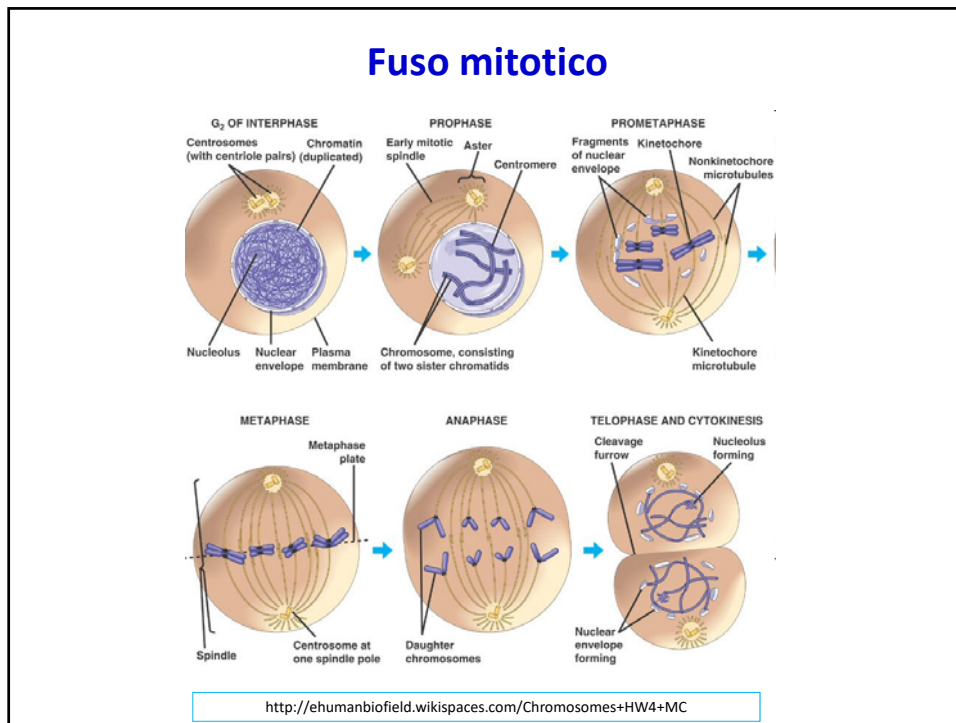 Fuso mitotico
G₂ OF INTERPHASE
Centrosomes
(with centriole pairs)
Chromatin
(duplicated)
Nucleolus
Nuclear
envelope
Plasma
membrane
PROPHASE
Early mitotic
spindle
Aster
Centromere
Chromosome, consisting
of two sister chromatids
PROMETAPHASE
Fragments
of nuclear
envelope
Kinetochore
Nonkinetochore
microtubules
Kinetochore
microtubule
METAPHASE
Metaphase
plate
Spindle
Centrosome at
one spindle pole
ANAPHASE
Daughter
chromosomes
TELOPHASE AND CYTOKINESIS
Cleavage
furrow
Nucleolus
forming
Nuclear
envelope
forming
http://ehumanbiofield.wikispaces.com/Chromosomes+HW4+MC